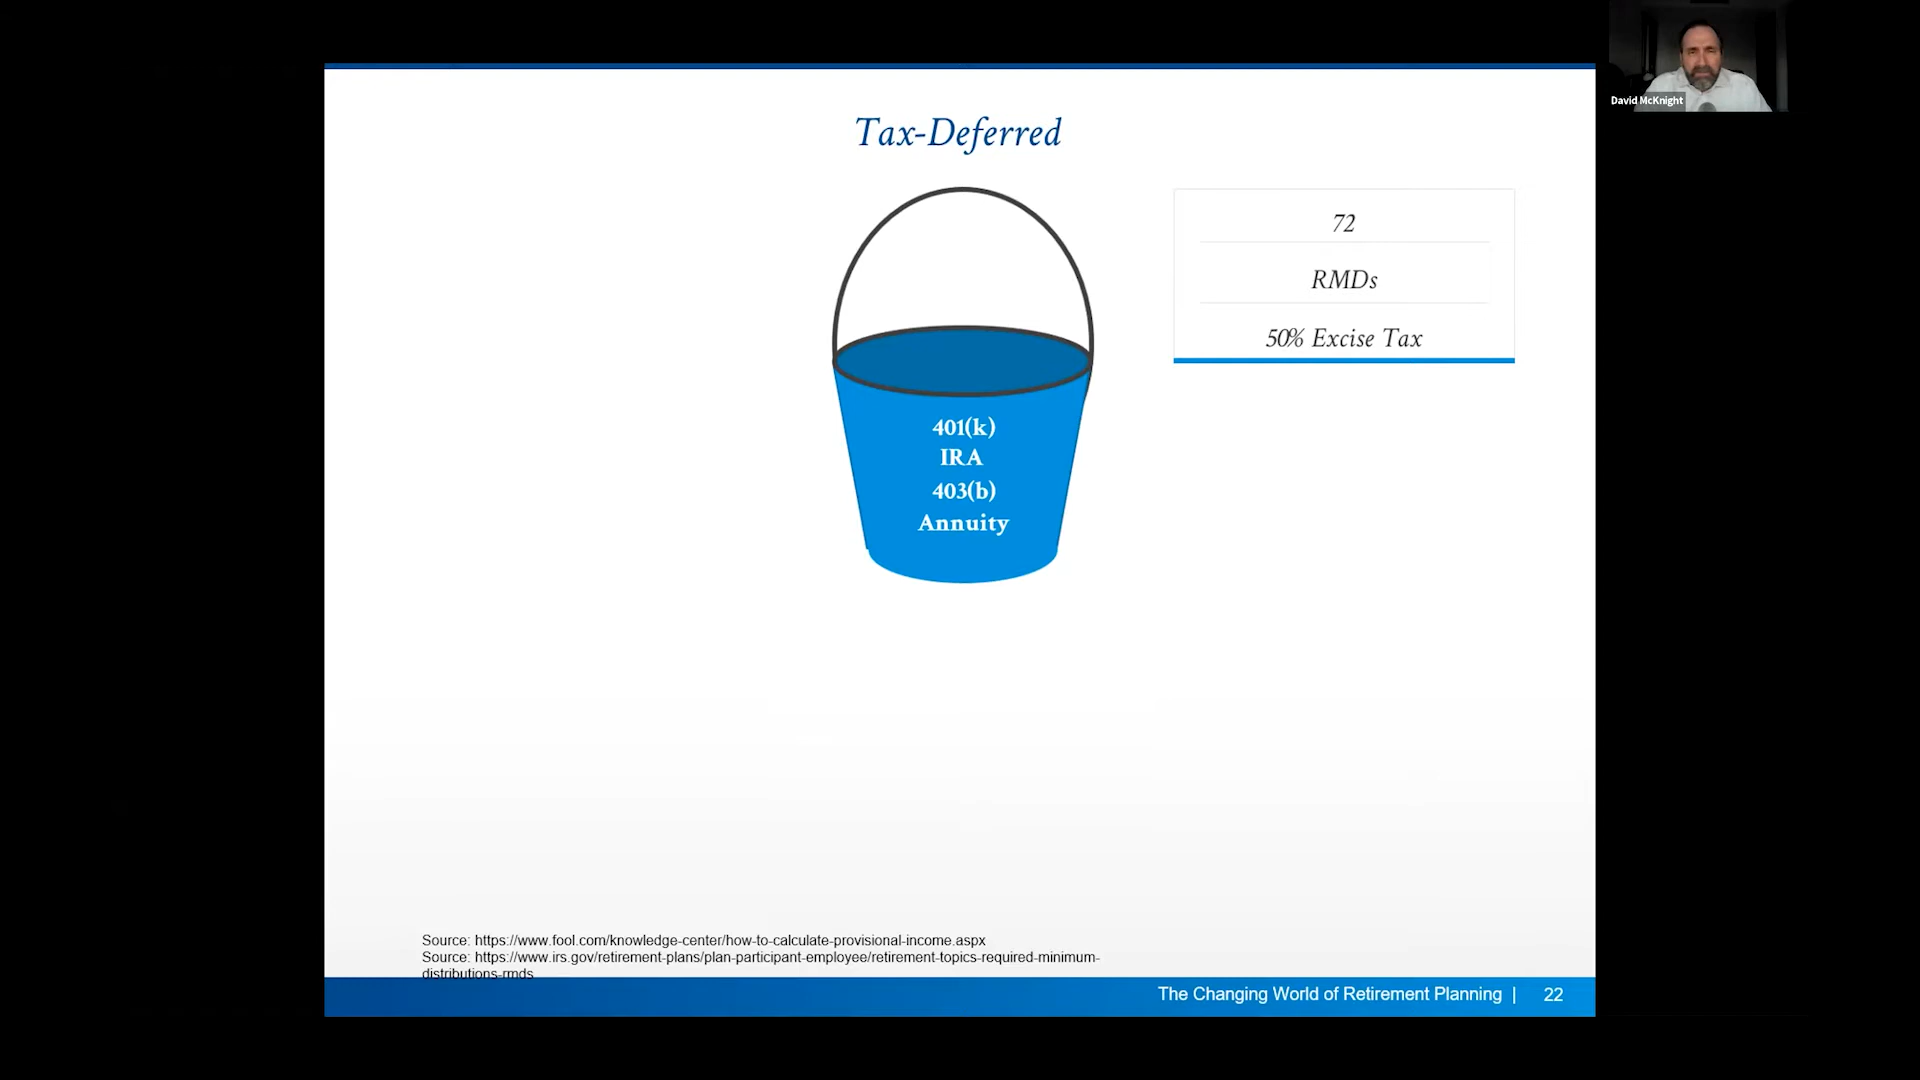 David McKnight
Tax-Deferred
72
RMDs
50% Excise Tax
401(k)
IRA
403(b)
Annuity
Source: https://www.fool.com/knowledge-center/how-to-calculate-provisional-income.aspx
Source: https://www.irs.gov/retirement-plans/plan-participant-employee/retirement-topics-required-minimum-
distributions-rmds
The Changing World of Retirement Planning | 22